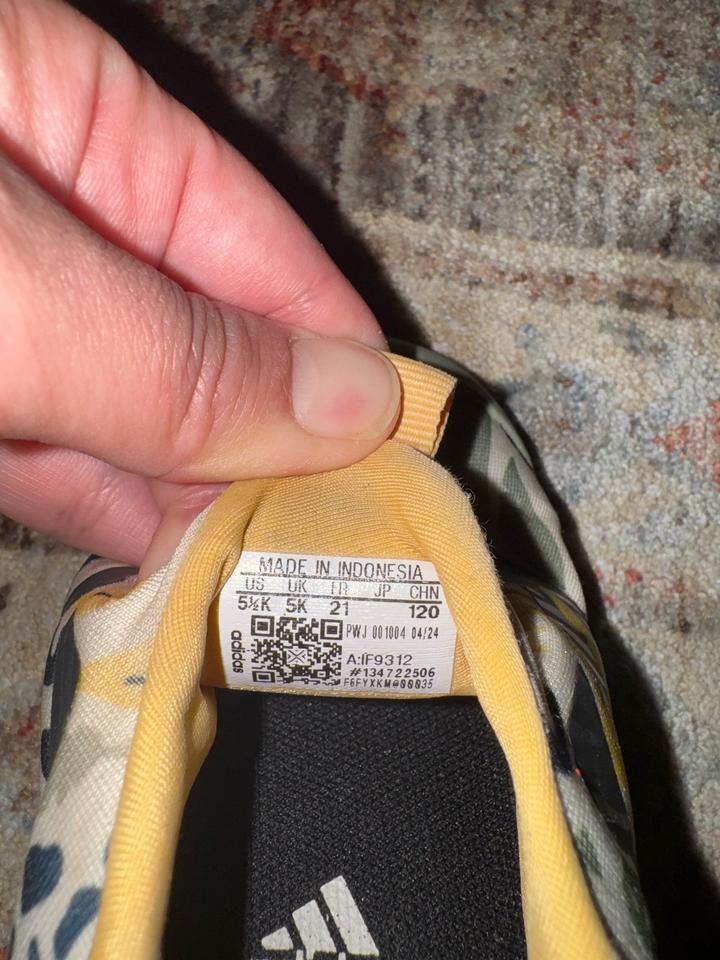 MADE IN INDONESIA
US UK FR JP CHN
5½K 5K 21 120
PWJ 001004 04/24
adidas
A:IF9312
#134722506